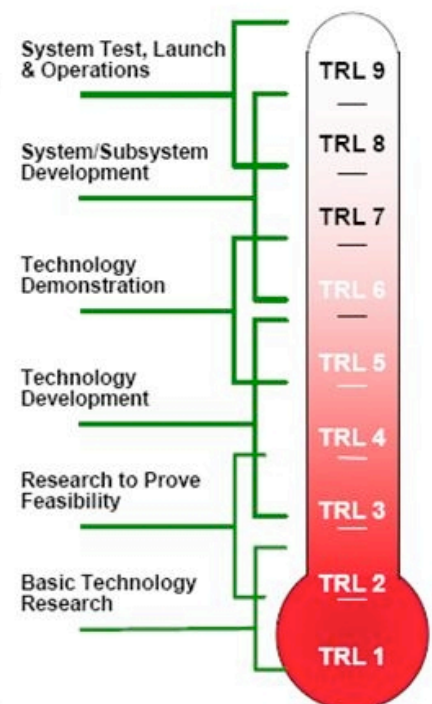 System Test, Launch
& Operations
System/Subsystem
Development
Technology
Demonstration
Technology
Development
Research to Prove
Feasibility
Basic Technology
Research
TRL 9
TRL 8
TRL 7
TRL 6
TRL 5
TRL 4
TRL 3
TRL 2
TRL 1